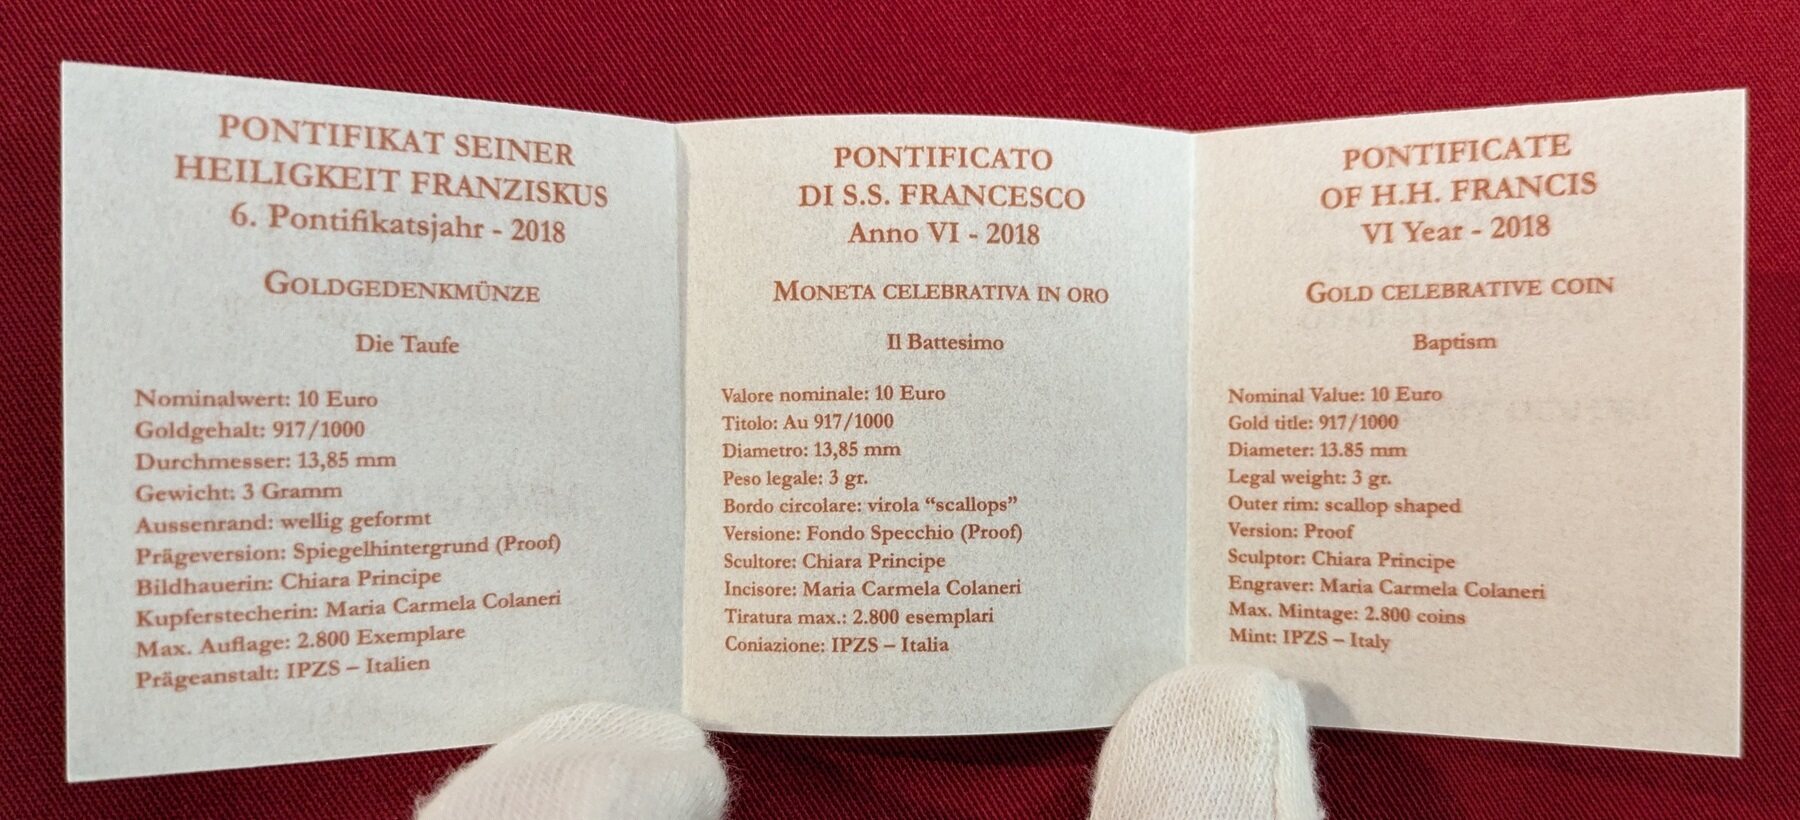 PONTIFIKAT SEINER
HEILIGKEIT FRANZISKUS
6. Pontifikatsjahr - 2018
GOLDGEDENKMÜNZE
Die Taufe
Nominalwert: 10 Euro
Goldgehalt: 917/1000
Durchmesser: 13,85 mm
Gewicht: 3 Gramm
Aussenrand: wellig geformt
Prägeversion: Spiegelhintergrund (Proof)
Bildhauerin: Chiara Principe
Kupferstecherin: Maria Carmela Colaneri
Max. Auflage: 2.800 Exemplare
Prägeanstalt: IPZS – Italien
PONTIFICATO
DI S.S. FRANCESCO
Anno VI - 2018
MONETA CELEBRATIVA IN ORO
Il Battesimo
Valore nominale: 10 Euro
Titolo: Au 917/1000
Diametro: 13,85 mm
Peso legale: 3 gr.
Bordo circolare: virola “scallops”
Versione: Fondo Specchio (Proof)
Scultore: Chiara Principe
Incisore: Maria Carmela Colaneri
Tiratura max.: 2.800 esemplari
Coniazione: IPZS – Italia
PONTIFICATE
OF H.H. FRANCIS
VI Year - 2018
GOLD CELEBRATIVE COIN
Baptism
Nominal Value: 10 Euro
Gold title: 917/1000
Diameter: 13.85 mm
Legal weight: 3 gr.
Outer rim: scallop shaped
Version: Proof
Sculptor: Chiara Principe
Engraver: Maria Carmela Colaneri
Max. Mintage: 2.800 coins
Mint: IPZS – Italy